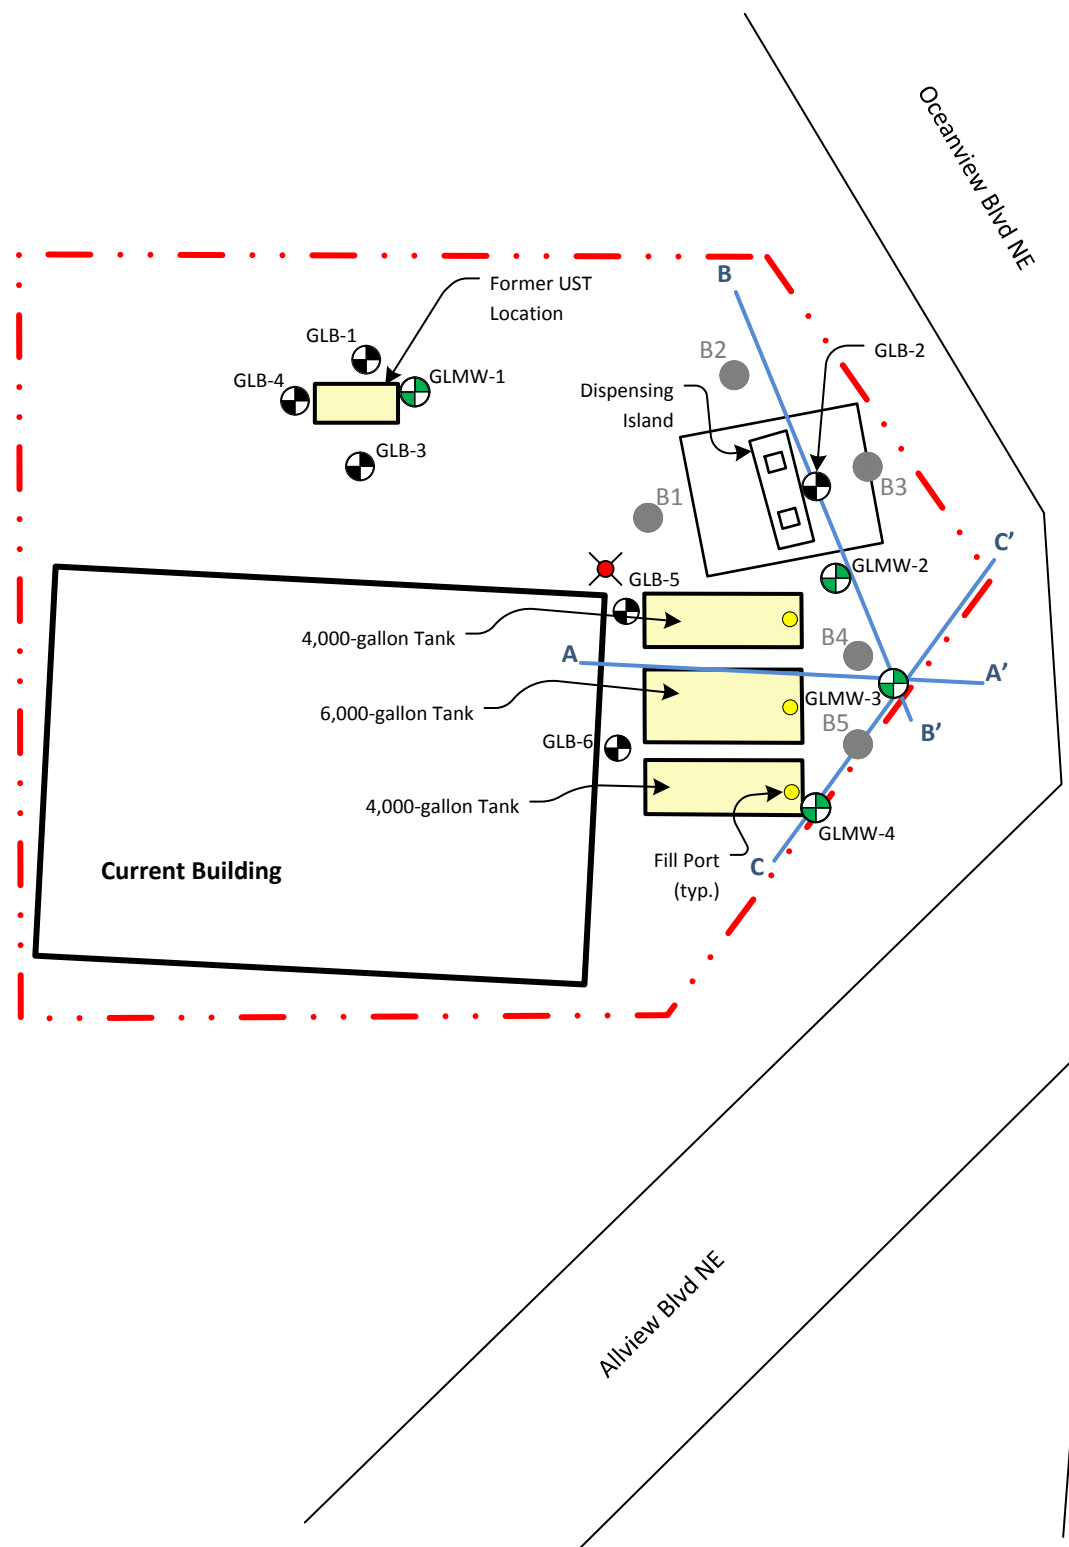 Oceanview Blvd NE
B
Former UST
Location
GLB-1
GLB-2
B2
GLB-4
GLMW-1
Dispensing
Island
GLB-3
B3
B1
C’
GLMW-2
GLB-5
4,000-gallon Tank
B4
A
A’
GLMW-3
6,000-gallon Tank
B5
B’
GLB-6
4,000-gallon Tank
GLMW-4
Fill Port
(typ.)
C
Current Building
Allview Blvd NE